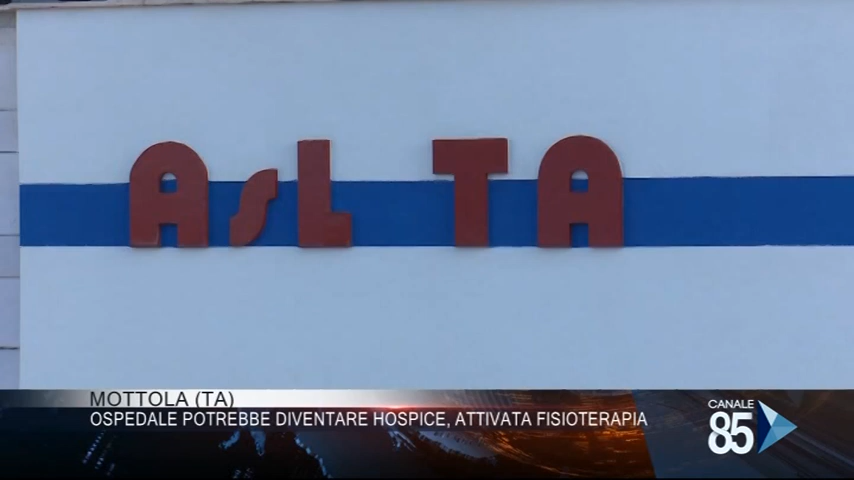 AsL TA
MOTTOLA (TA)
OSPEDALE POTREBBE DIVENTARE HOSPICE, ATTIVATA FISIOTERAPIA
CANALE
85